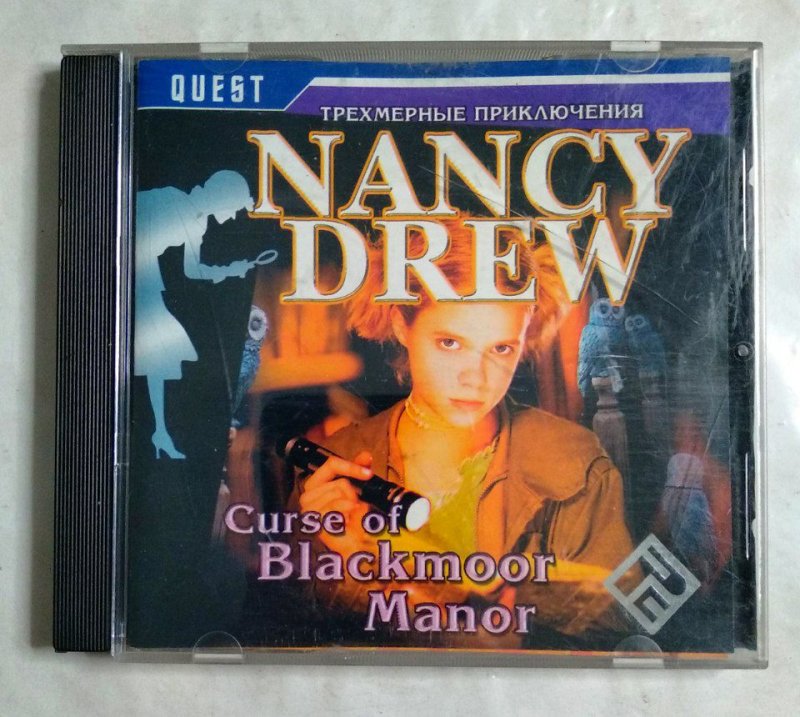 QUEST
ТРЕХМЕРНЫЕ ПРИКЛЮЧЕНИЯ
NANCY
DREW
Curse of
Blackmoor
Manor